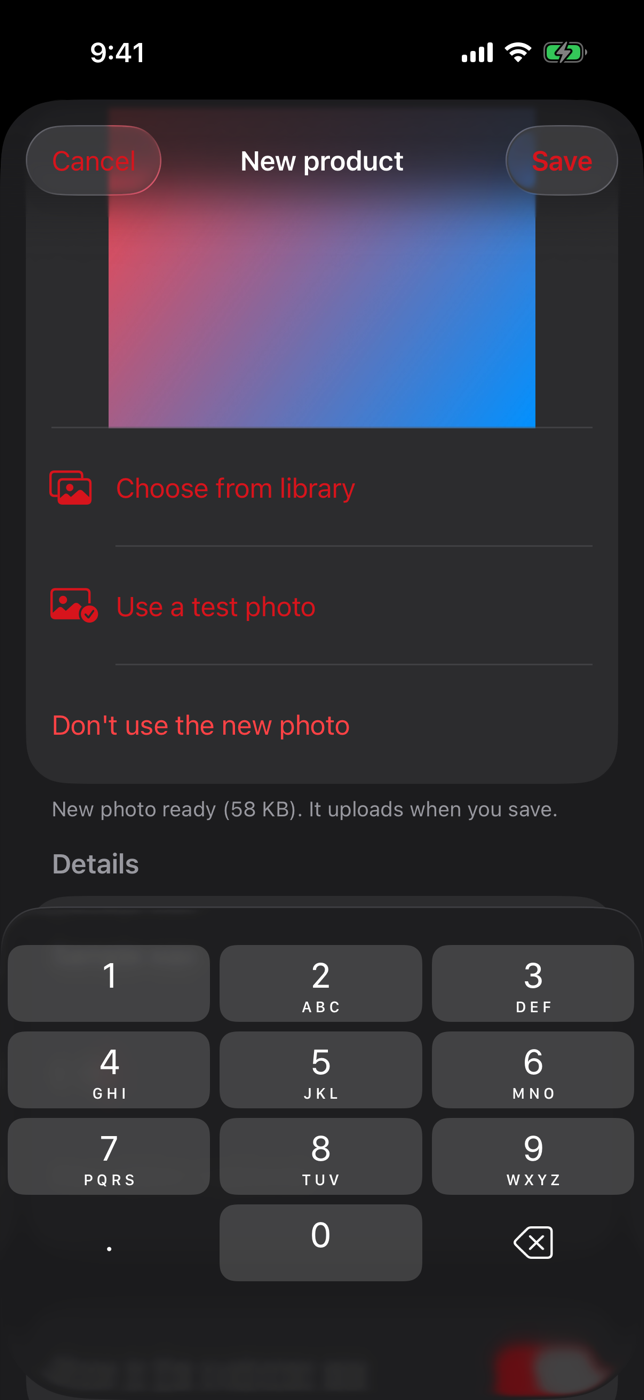 9:41
Cancel
New product
Save
Choose from library
Use a test photo
Don't use the new photo
New photo ready (58 KB). It uploads when you save.
Details
1
2
ABC
3
DEF
4
GHI
5
JKL
6
MNO
7
PQRS
8
TUV
9
WXYZ
.
0